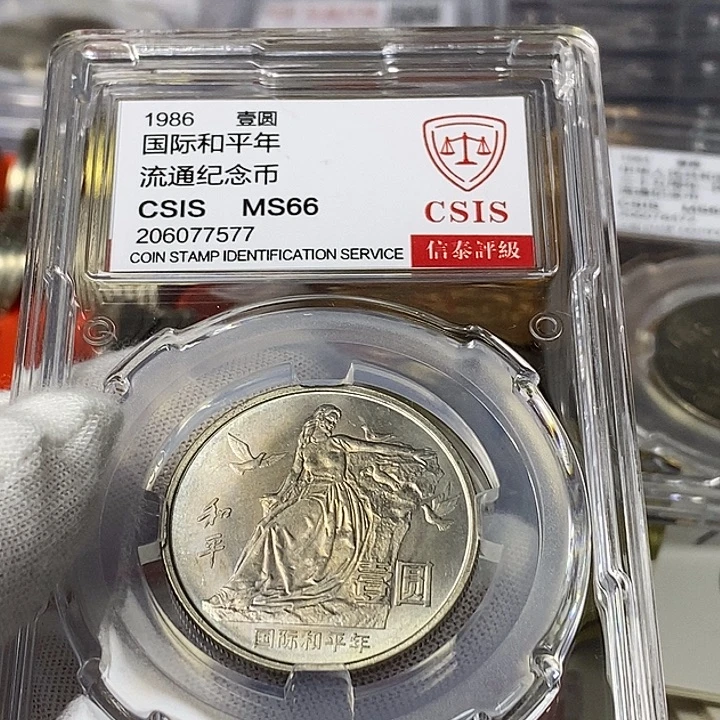 1986 壹圆
国际和平年
流通纪念币
CSIS MS66
206077577
COIN STAMP IDENTIFICATION SERVICE
CSIS
信泰評級
和平
壹圆
国际和平年